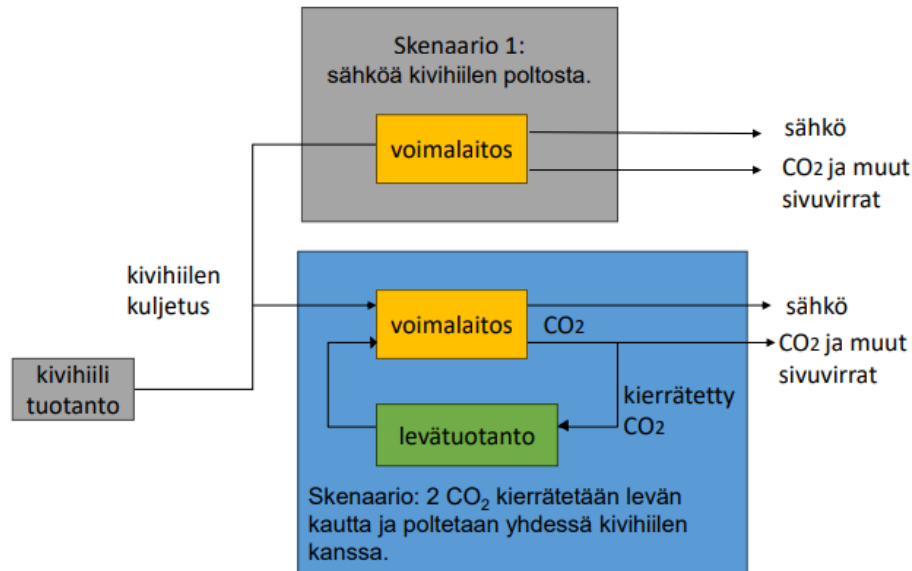 Skenaario 1:
sähköä kivihiilen poltosta.
voimalaitos
sähkö
CO2 ja muut
sivuvirrat
kivihiilen
kuljetus
voimalaitos
CO2
sähkö
CO2 ja muut
sivuvirrat
kivihiili
tuotanto
kierrätetty
CO2
levätuotanto
Skenaario: 2 CO₂ kierrätetään levän
kautta ja poltetaan yhdessä kivihiilen
kanssa.